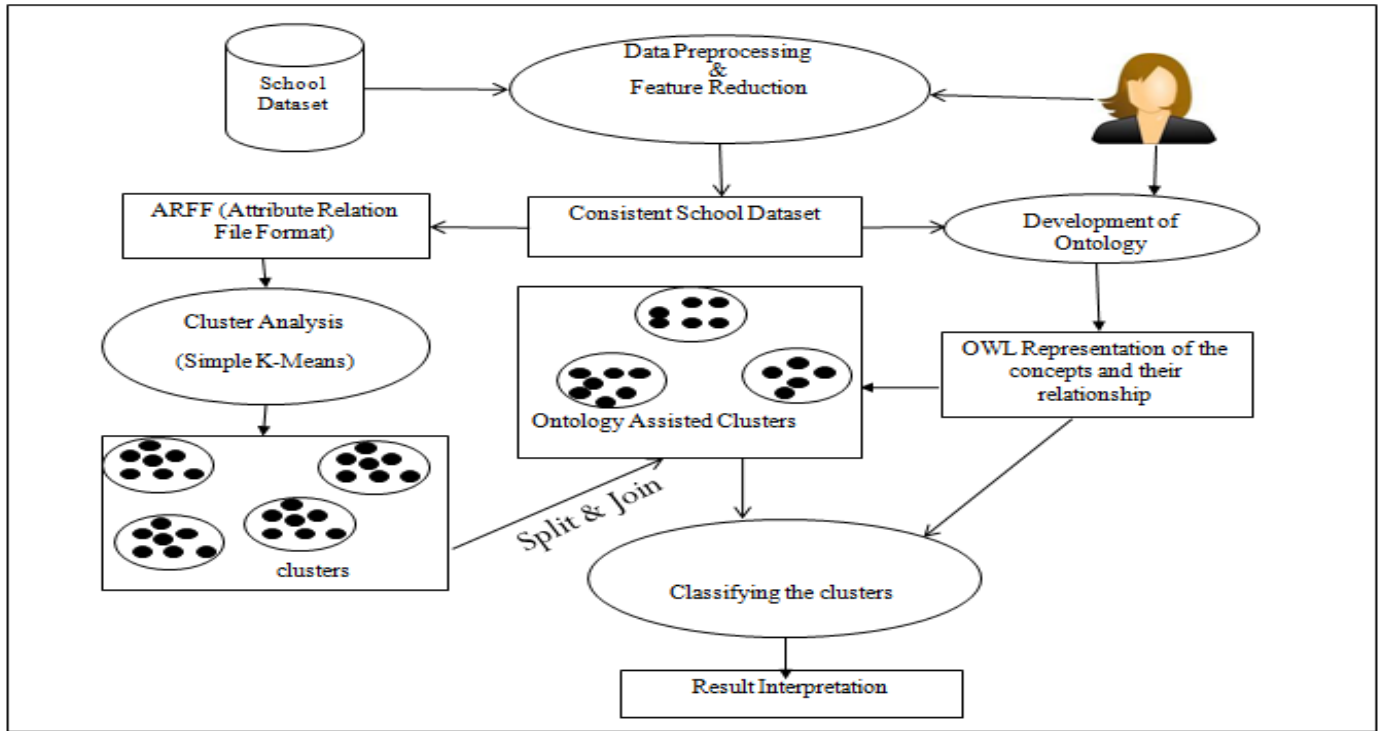 School
Dataset
Data Preprocessing
&
Feature Reduction
ARFF (Attribute Relation
File Format)
Consistent School Dataset
Development of
Ontology
Cluster Analysis
(Simple K-Means)
Ontology Assisted Clusters
OWL Representation of the
concepts and their
relationship
clusters
Split & Join
Classifying the clusters
Result Interpretation